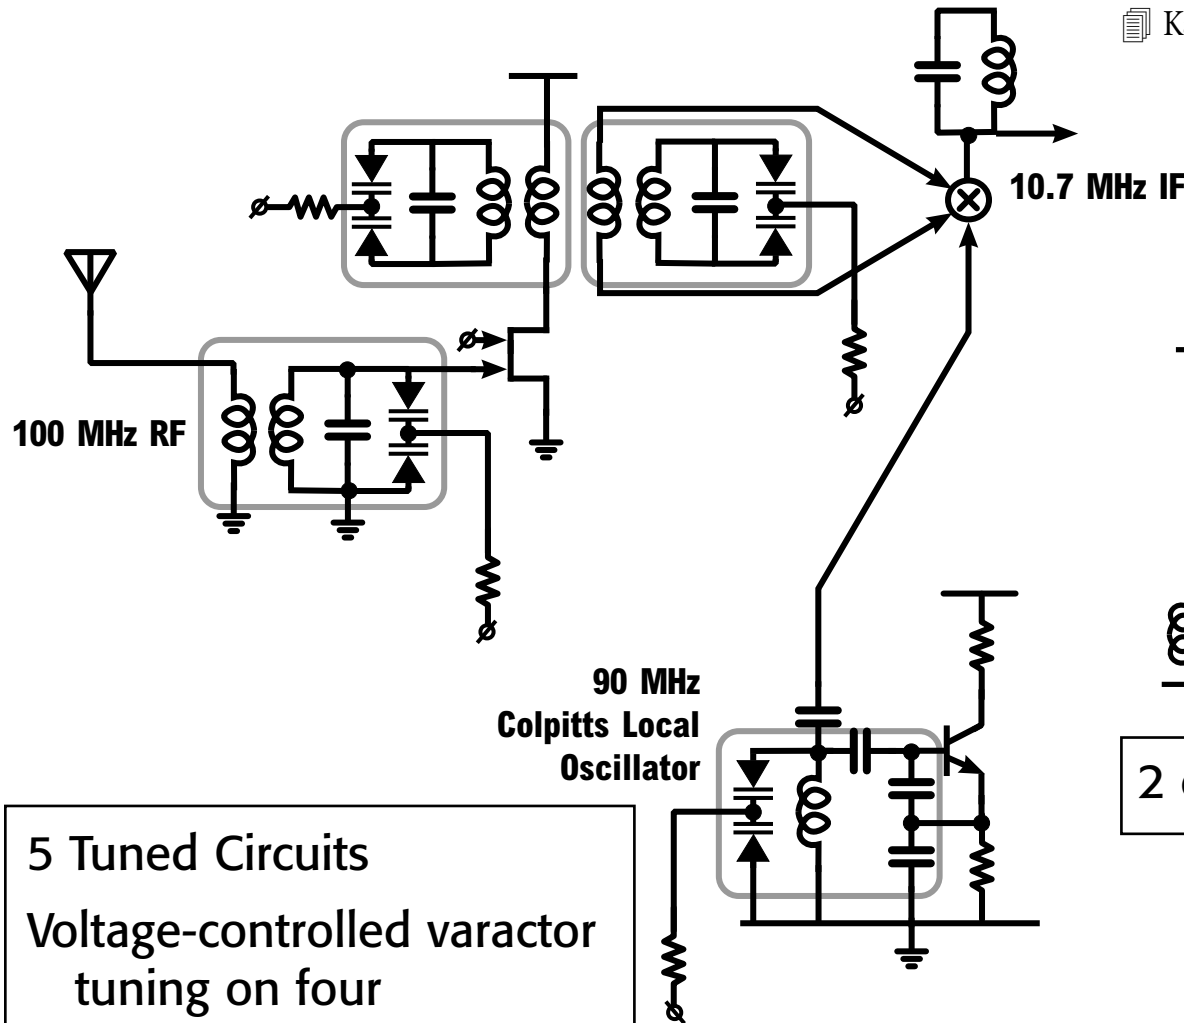 K
10.7 MHz IF
100 MHz RF
90 MHz
Colpitts Local
Oscillator
2
5 Tuned Circuits
Voltage-controlled varactor
tuning on four